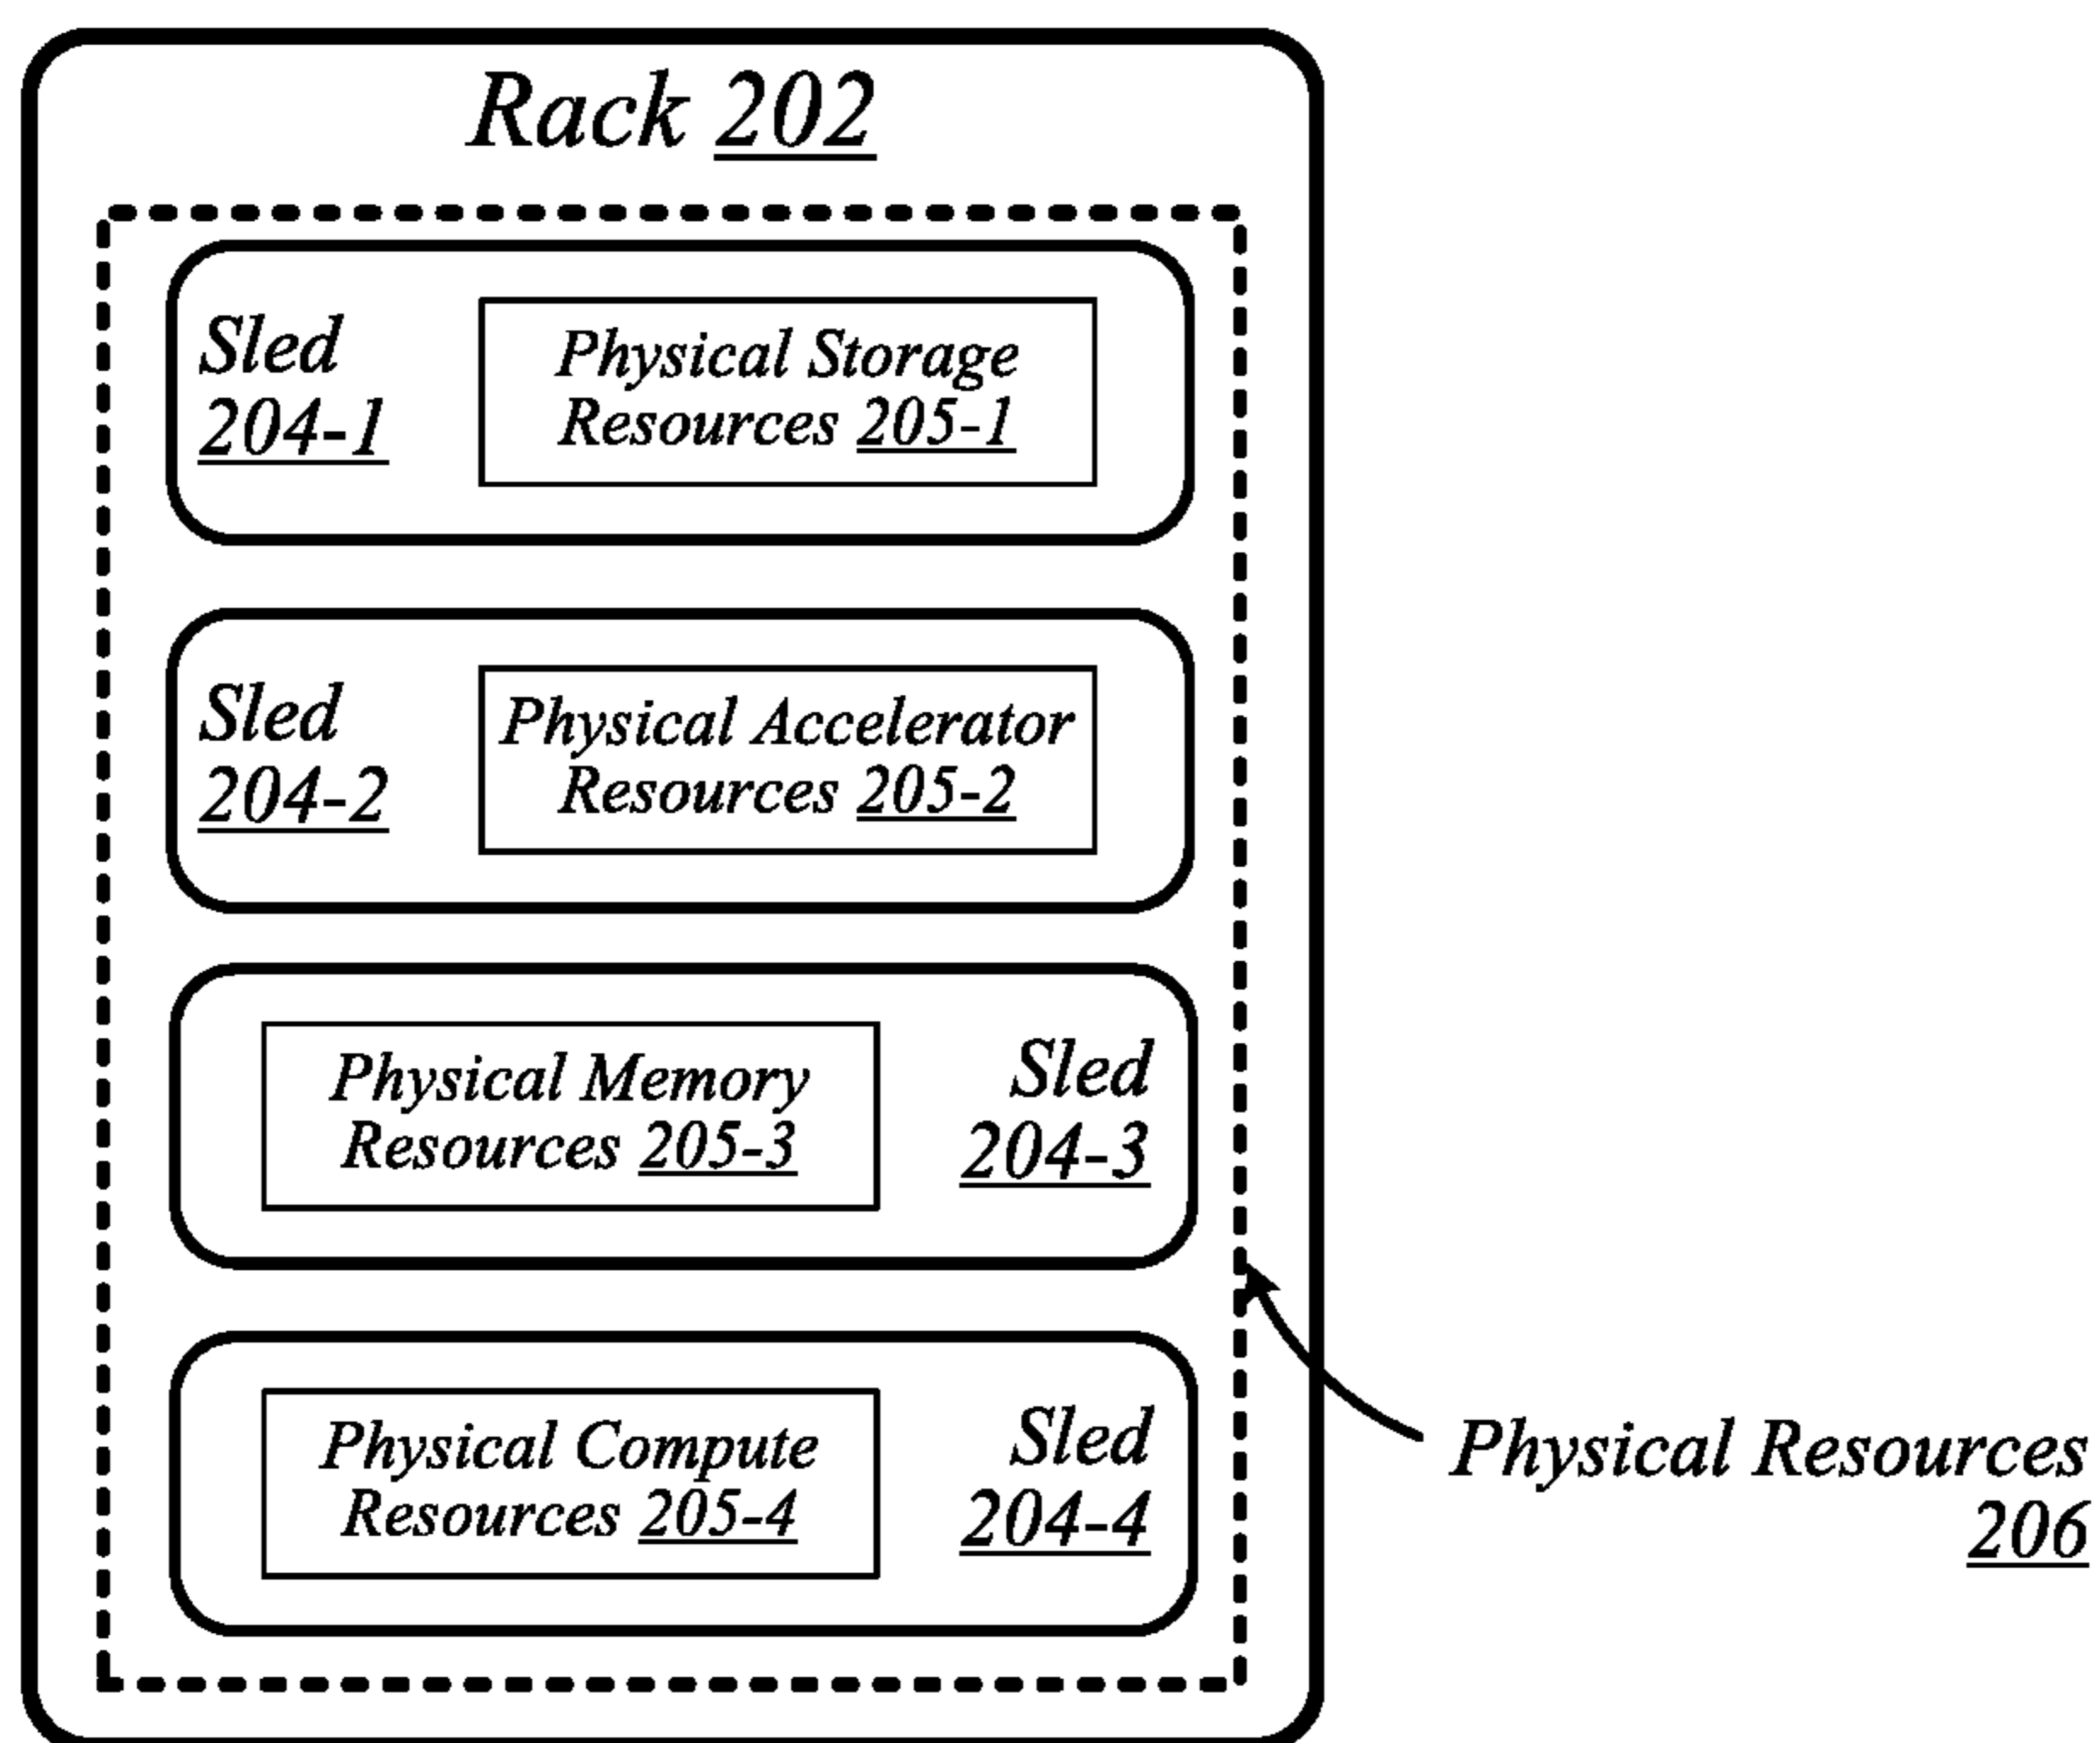 Rack 202
Sled
204-1
Physical Storage
Resources 205-1
Sled
204-2
Physical Accelerator
Resources 205-2
Physical Memory
Resources 205-3
Sled
204-3
Physical Compute
Resources 205-4
Sled
204-4
Physical Resources
206